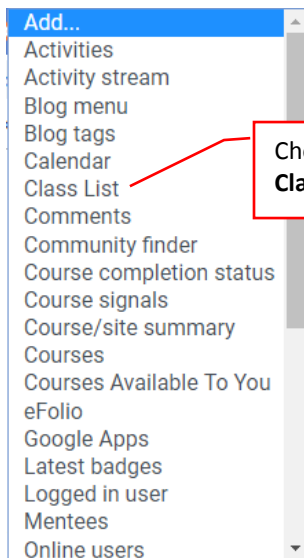 Add...
Activities
Activity stream
Blog menu
Blog tags
Calendar
Class List
Comments
Community finder
Course completion status
Course signals
Course/site summary
Courses
Courses Available To You
eFolio
Google Apps
Latest badges
Logged in user
Mentees
Online users